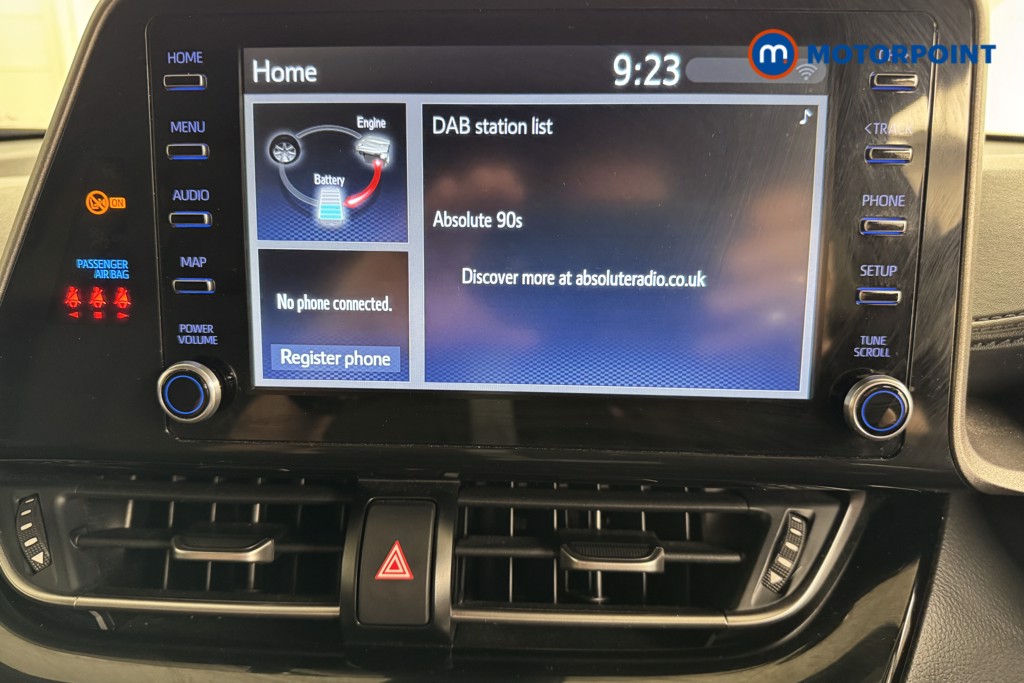 MOTORPOINT
HOME
MENU
AUDIO
MAP
POWER
VOLUME
ON
PASSENGER
AIR BAG
Home
9:23
Engine
Battery
No phone connected.
Register phone
DAB station list
Absolute 90s
Discover more at absoluteradio.co.uk
<TRACK
PHONE
SETUP
TUNE
SCROLL